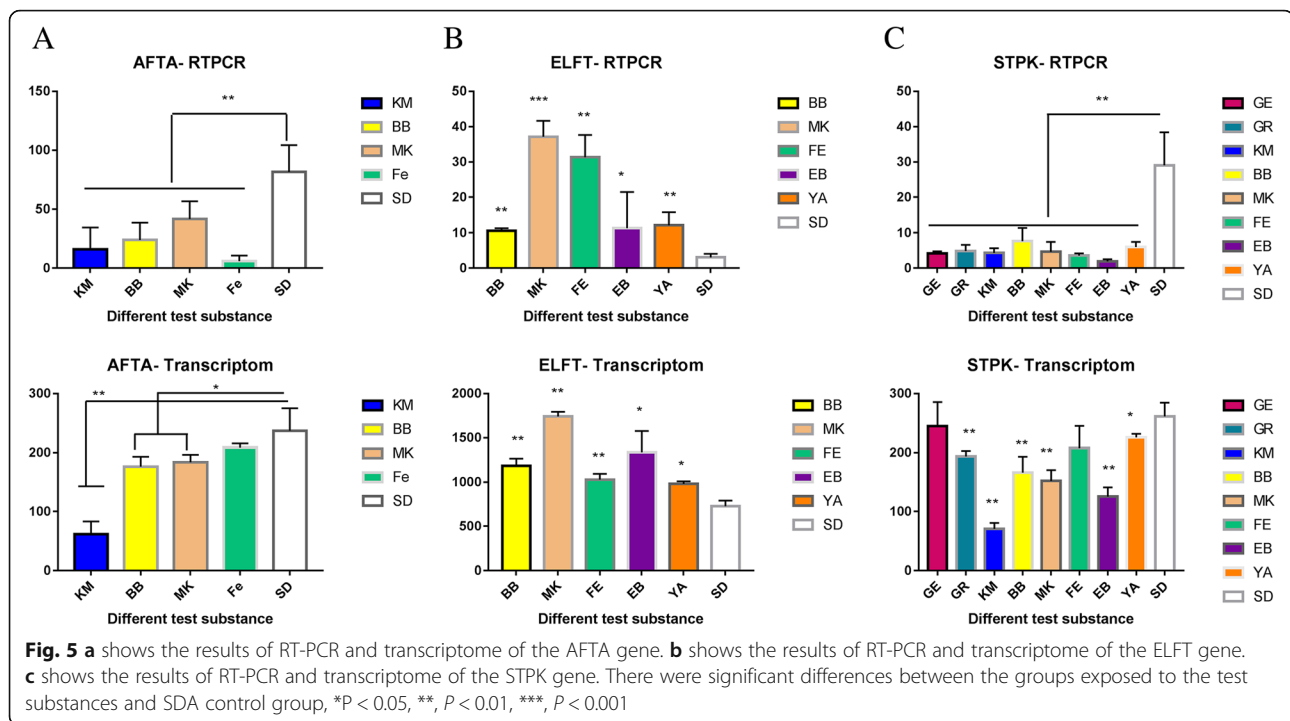 A
AFTA- RTPCR
150
100
50
0
**
KM
BB
MK
Fe
SD
KM BB MK Fe SD
Different test substance
AFTA- Transcriptom
300
200
100
0
**
*
KM
BB
MK
Fe
SD
KM BB MK Fe SD
Different test substance
B
ELFT- RTPCR
50
40
30
20
10
0
** *** ** * **
BB
MK
FE
EB
YA
SD
BB MK FE EB YA SD
Different test substance
ELFT- Transcriptom
2000
1500
1000
500
0
** ** ** * *
BB
MK
FE
EB
YA
SD
BB MK FE EB YA SD
Different test substance
C
STPK- RTPCR
50
40
30
20
10
0
**
GE
GR
KM
BB
MK
FE
EB
YA
SD
GE GR KM BB MK FE EB YA SD
Different test substance
STPK- Transcriptom
300
200
100
0
** ** ** ** ** *
GE
GR
KM
BB
MK
FE
EB
YA
SD
GE GR KM BB MK FE EB YA SD
Different test substance
Fig. 5 a shows the results of RT-PCR and transcriptome of the AFTA gene. b shows the results of RT-PCR and transcriptome of the ELFT gene.
c shows the results of RT-PCR and transcriptome of the STPK gene. There were significant differences between the groups exposed to the test
substances and SDA control group, *P < 0.05, **, P < 0.01, ***, P < 0.001